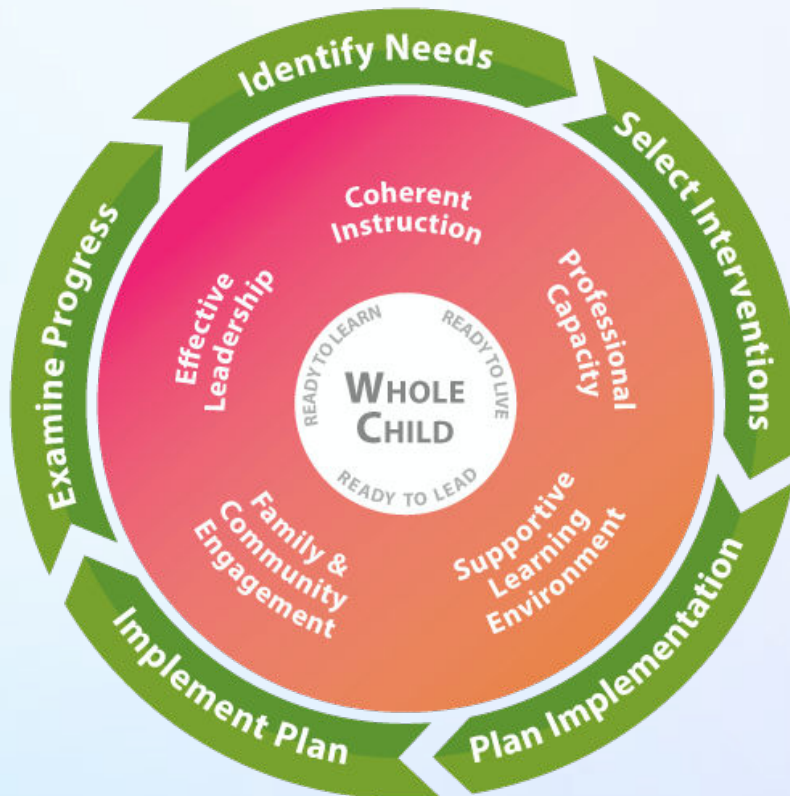 Identify Needs
Select Interventions
Plan Implementation
Implement Plan
Examine Progress
Coherent
Instruction
Professional
Capacity
Supportive
Learning
Environment
Family &
Community
Engagement
Effective
Leadership
READY TO LEARN
READY TO LIVE
WHOLE
CHILD
READY TO LEAD